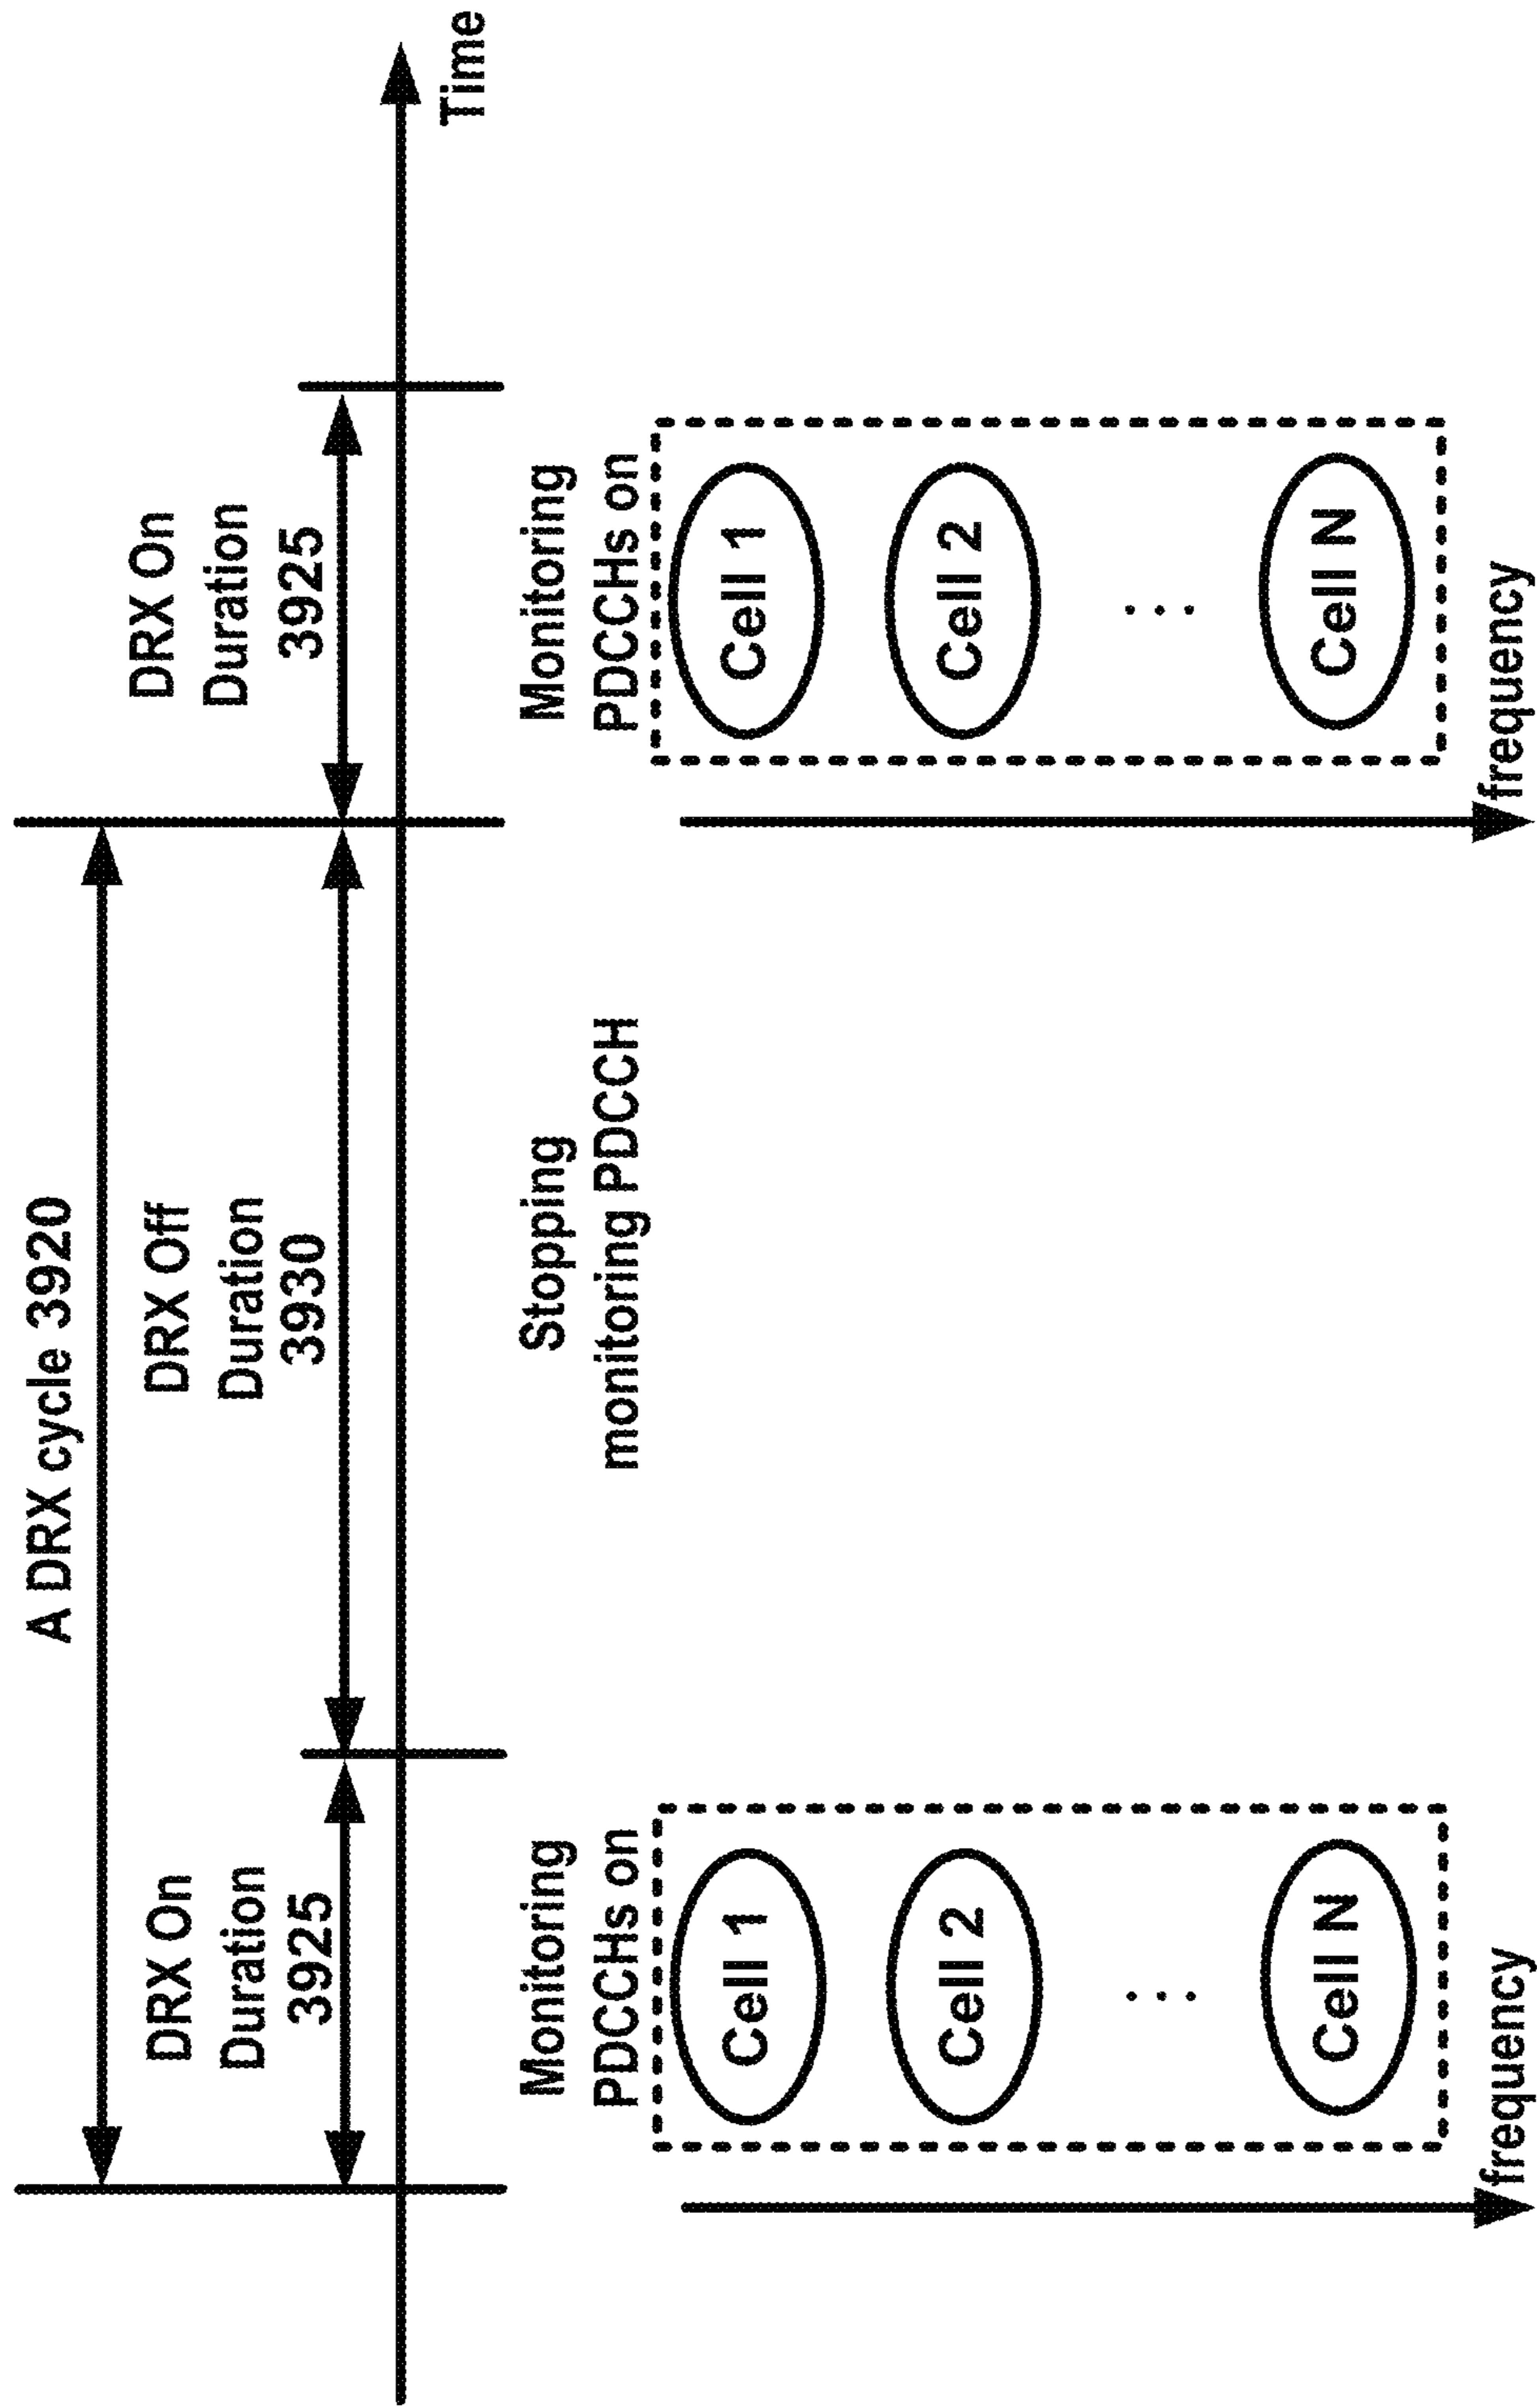 A DRX cycle 3920
DRX On
Duration
3925
DRX Off
Duration
3930
DRX On
Duration
3925
Time
Monitoring
PDCCHs on
Cell 1
Cell 2
. . .
Cell N
frequency
Stopping
monitoring PDCCH
Monitoring
PDCCHs on
Cell 1
Cell 2
. . .
Cell N
frequency